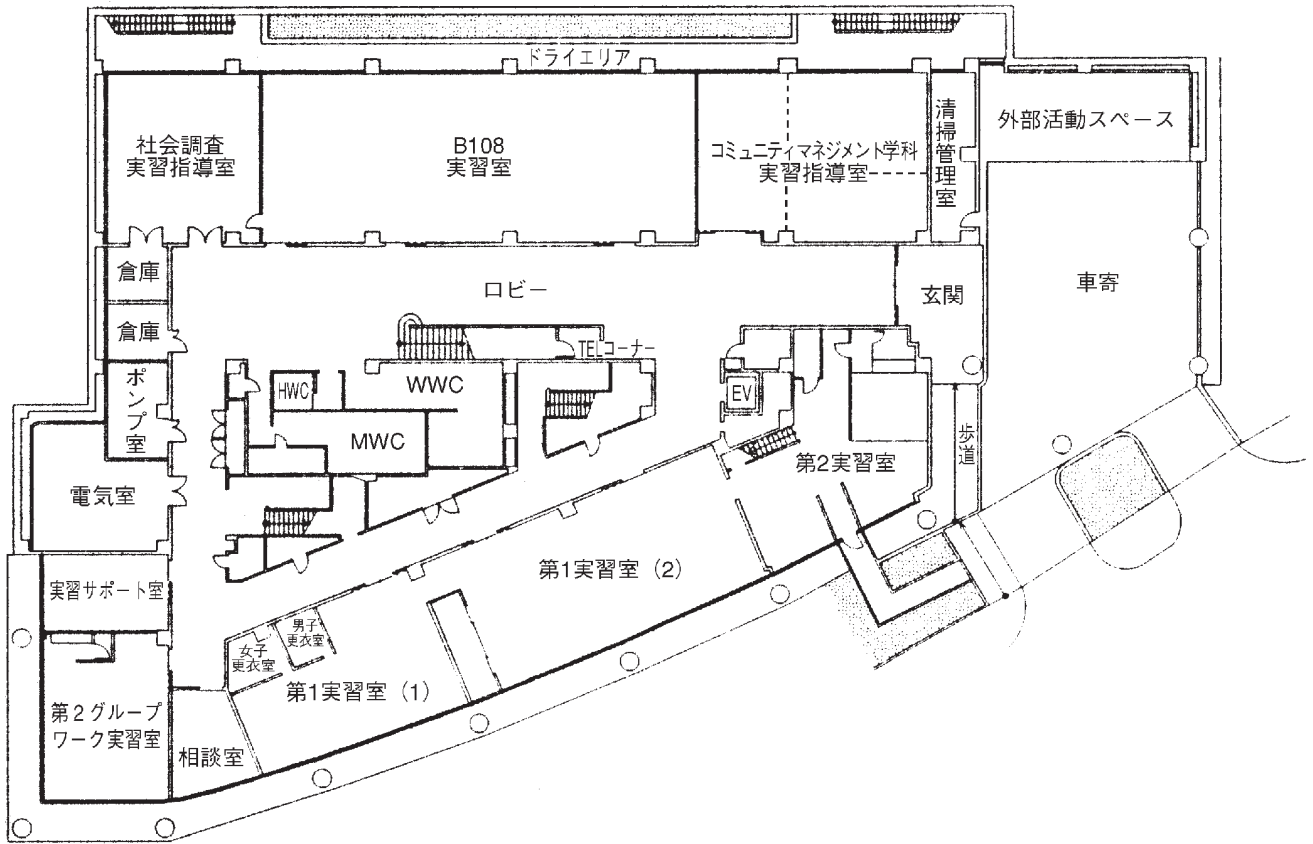 ドライエリア
社会調査
実習指導室
B108
実習室
コミュニティマネジメント学科
実習指導室
清掃管理室
外部活動スペース
倉庫
倉庫
ロビー
玄関
車寄
TELコーナー
ポンプ室
HWC
WWC
MWC
EV
第2実習室
歩道
電気室
実習サポート室
第1実習室（2）
男子
更衣室
女子
更衣室
第1実習室（1）
第2グループ
ワーク実習室
相談室